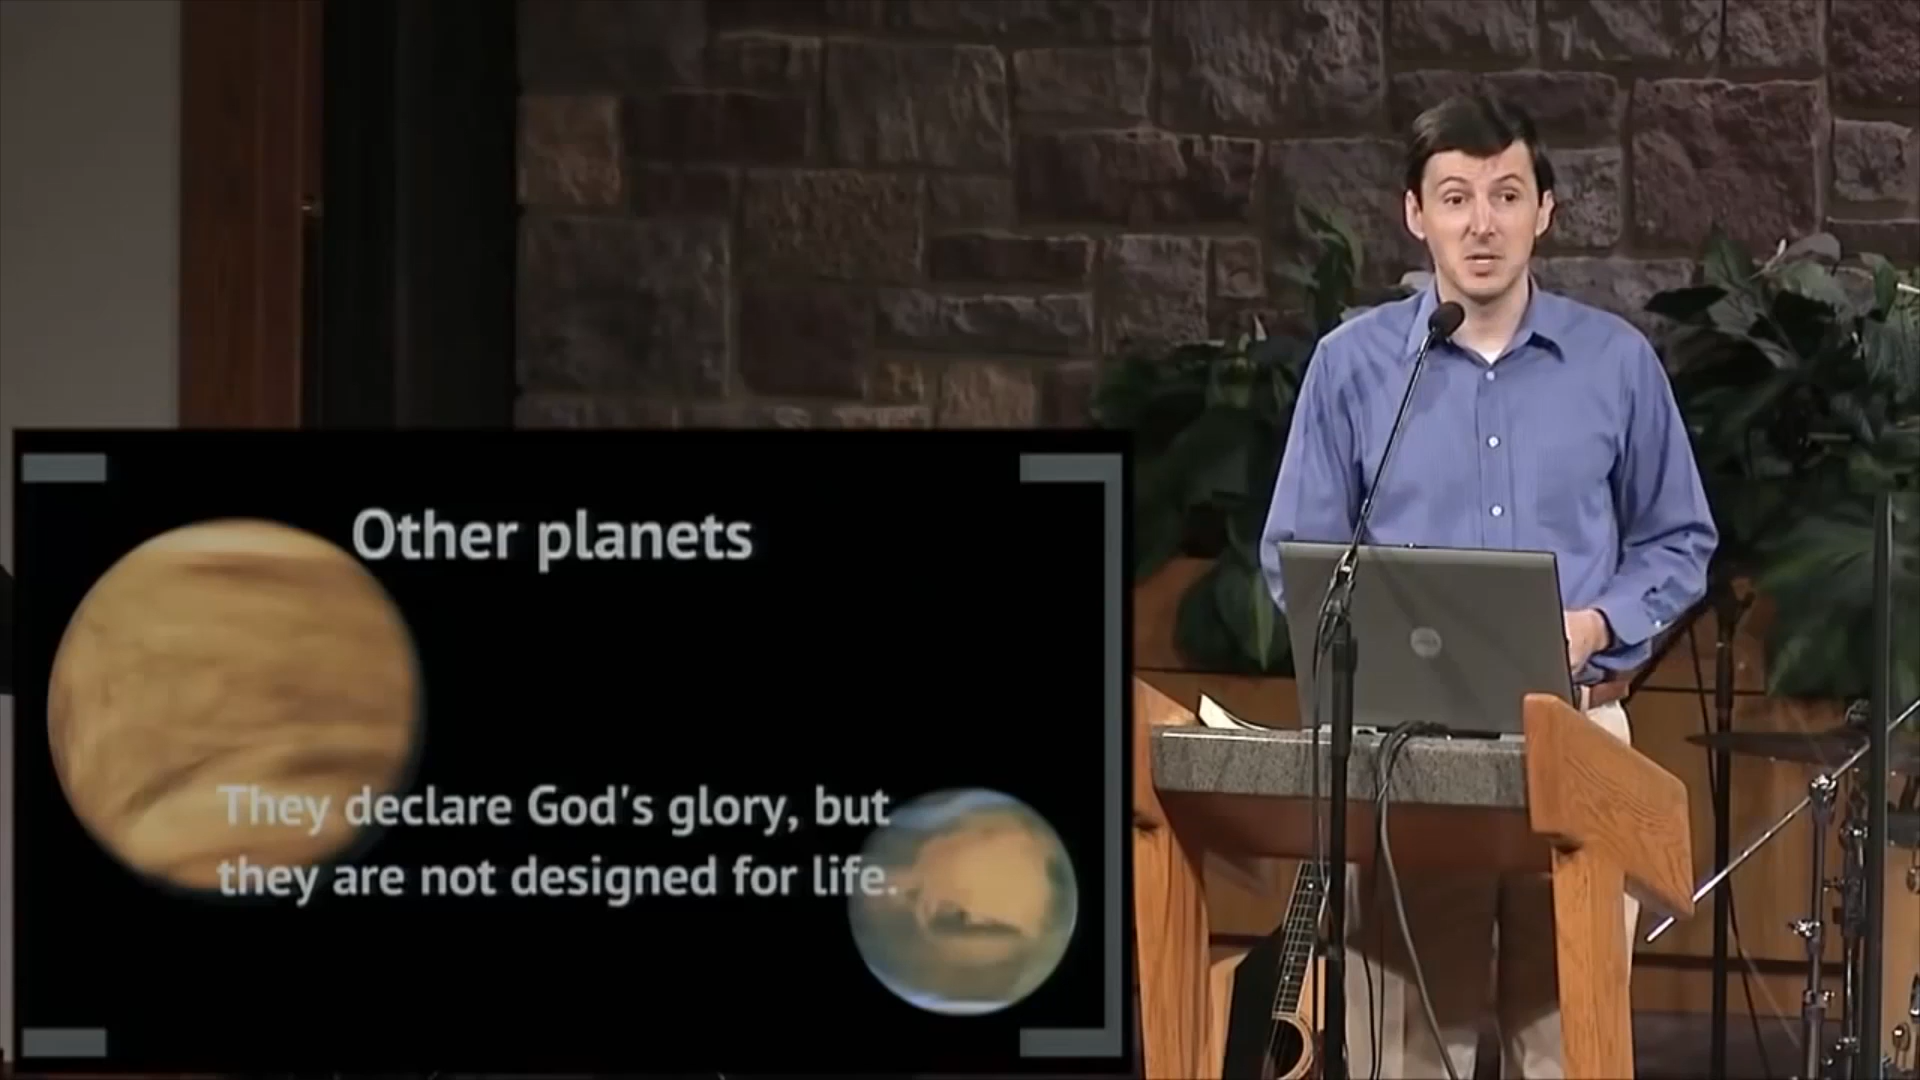 Other planets
They declare God's glory, but
they are not designed for life.